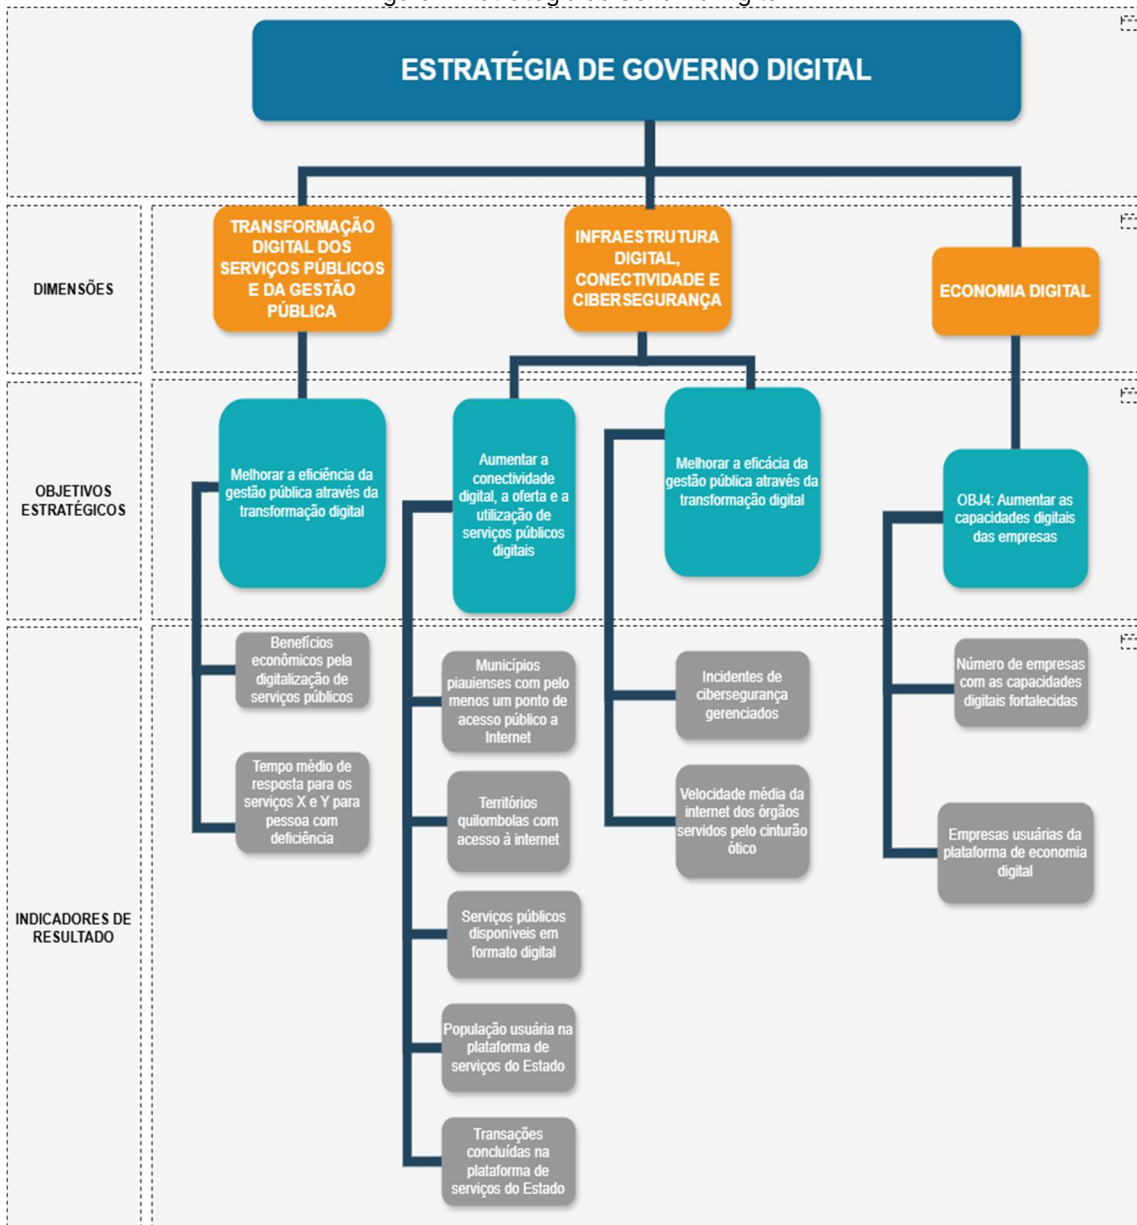 ESTRATÉGIA DE GOVERNO DIGITAL
DIMENSÕES
TRANSFORMAÇÃO
DIGITAL DOS
SERVIÇOS PÚBLICOS
E DA GESTÃO
PÚBLICA
INFRAESTRUTURA
DIGITAL,
CONECTIVIDADE E
CIBERSEGURANÇA
ECONOMIA DIGITAL
OBJETIVOS
ESTRATÉGICOS
Melhorar a eficiência da
gestão pública através da
transformação digital
Aumentar a
conectividade
digital, a oferta e a
utilização de
serviços públicos
digitais
Melhorar a eficácia da
gestão pública através da
transformação digital
OBJ4: Aumentar as
capacidades digitais
das empresas
INDICADORES DE
RESULTADO
Benefícios
econômicos pela
digitalização de
serviços públicos
Tempo médio de
resposta para os
serviços X e Y para
pessoa com
deficiência
Municípios
piauienses com pelo
menos um ponto de
acesso público a
Internet
Territórios
quilombolas com
acesso à internet
Serviços públicos
disponíveis em
formato digital
População usuária na
plataforma de
serviços do Estado
Transações
concluídas na
plataforma de
serviços do Estado
Incidentes de
cibersegurança
gerenciados
Velocidade média da
internet dos órgãos
servidos pelo cinturão
ótico
Número de empresas
com as capacidades
digitais fortalecidas
Empresas usuárias da
plataforma de economia
digital